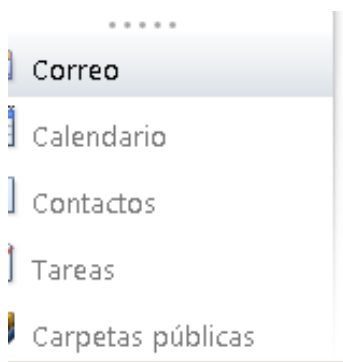 Correo
Calendario
Contactos
Tareas
Carpetas públicas